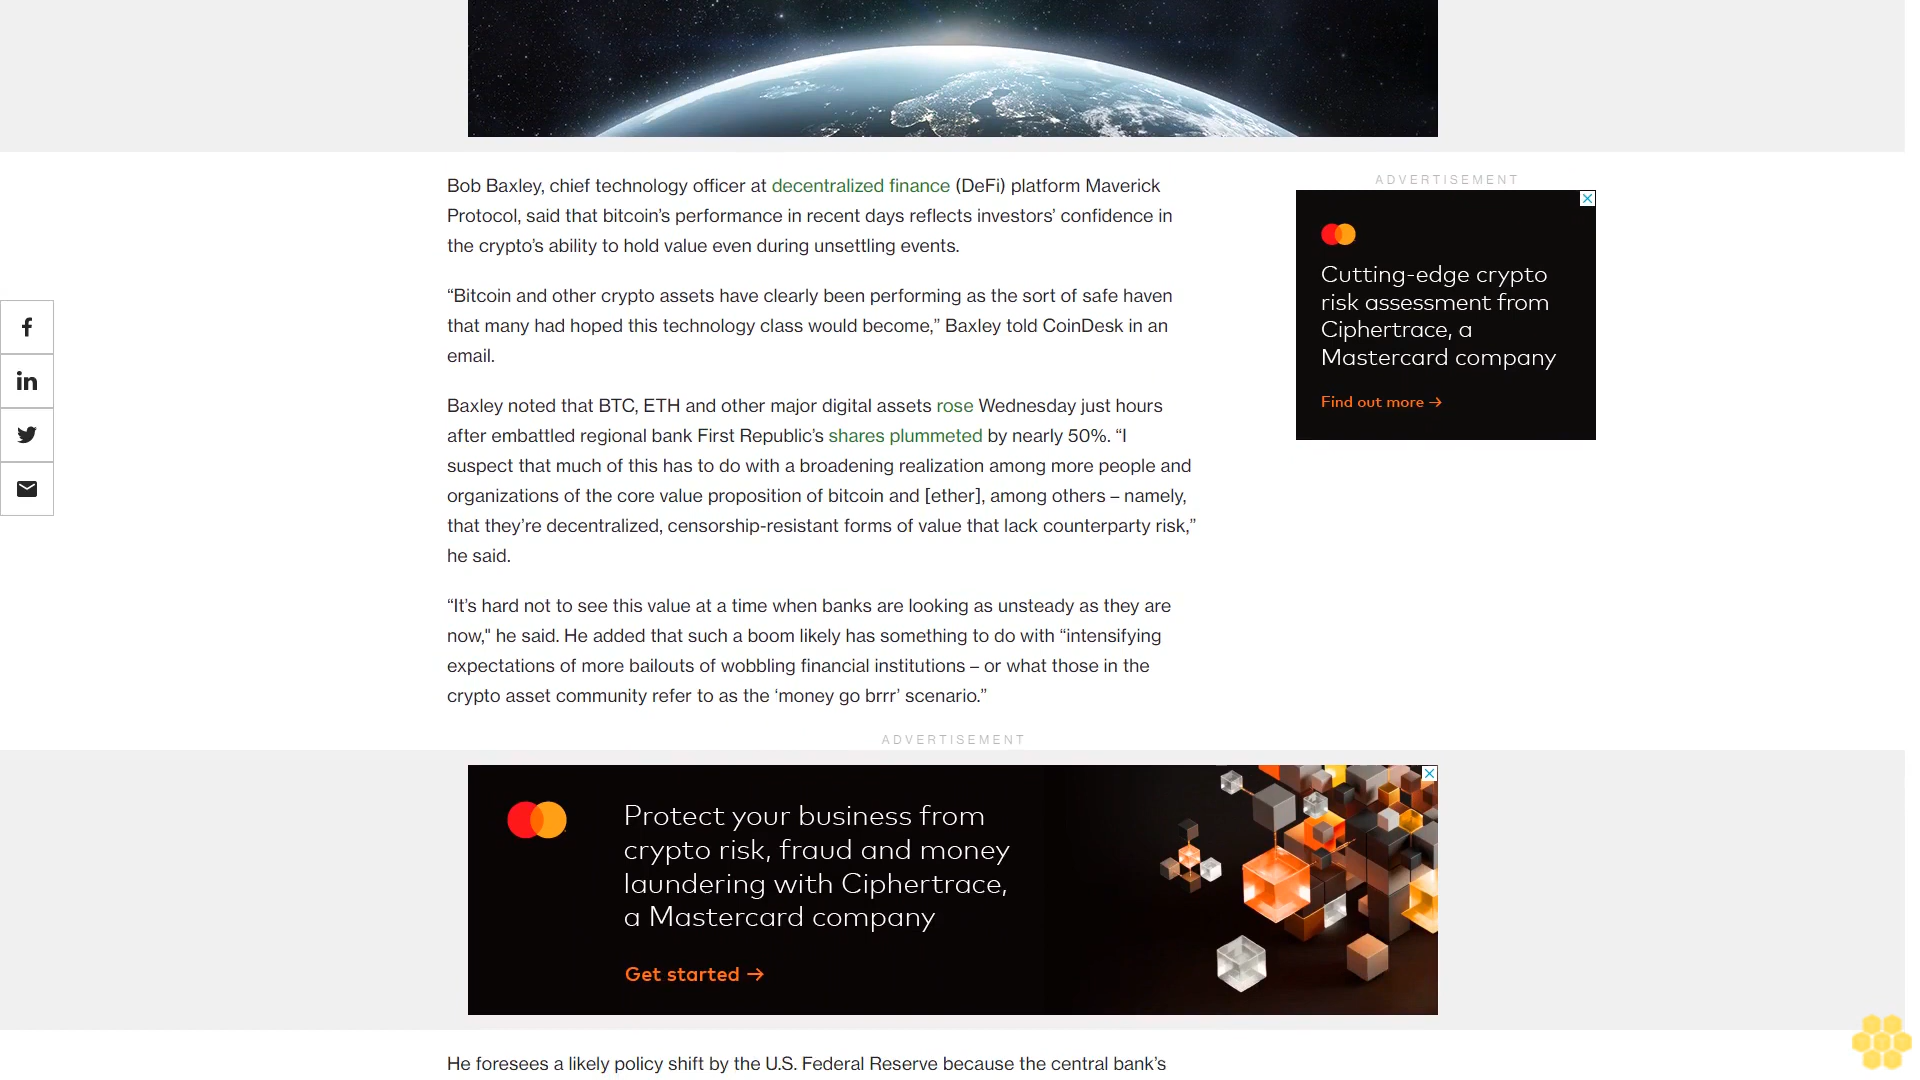 Bob Baxley, chief technology officer at decentralized finance (DeFi) platform Maverick
Protocol, said that bitcoin’s performance in recent days reflects investors’ confidence in
the crypto’s ability to hold value even during unsettling events.
“Bitcoin and other crypto assets have clearly been performing as the sort of safe haven
that many had hoped this technology class would become,” Baxley told CoinDesk in an
email.
Baxley noted that BTC, ETH and other major digital assets rose Wednesday just hours
after embattled regional bank First Republic’s shares plummeted by nearly 50%. “I
suspect that much of this has to do with a broadening realization among more people and
organizations of the core value proposition of bitcoin and [ether], among others – namely,
that they’re decentralized, censorship-resistant forms of value that lack counterparty risk,”
he said.
“It’s hard not to see this value at a time when banks are looking as unsteady as they are
now," he said. He added that such a boom likely has something to do with “intensifying
expectations of more bailouts of wobbling financial institutions – or what those in the
crypto asset community refer to as the ‘money go brrr’ scenario.”
ADVERTISEMENT
Cutting-edge crypto
risk assessment from
Ciphertrace, a
Mastercard company
Find out more →
ADVERTISEMENT
Protect your business from
crypto risk, fraud and money
laundering with Ciphertrace,
a Mastercard company
Get started →
He foresees a likely policy shift by the U.S. Federal Reserve because the central bank’s